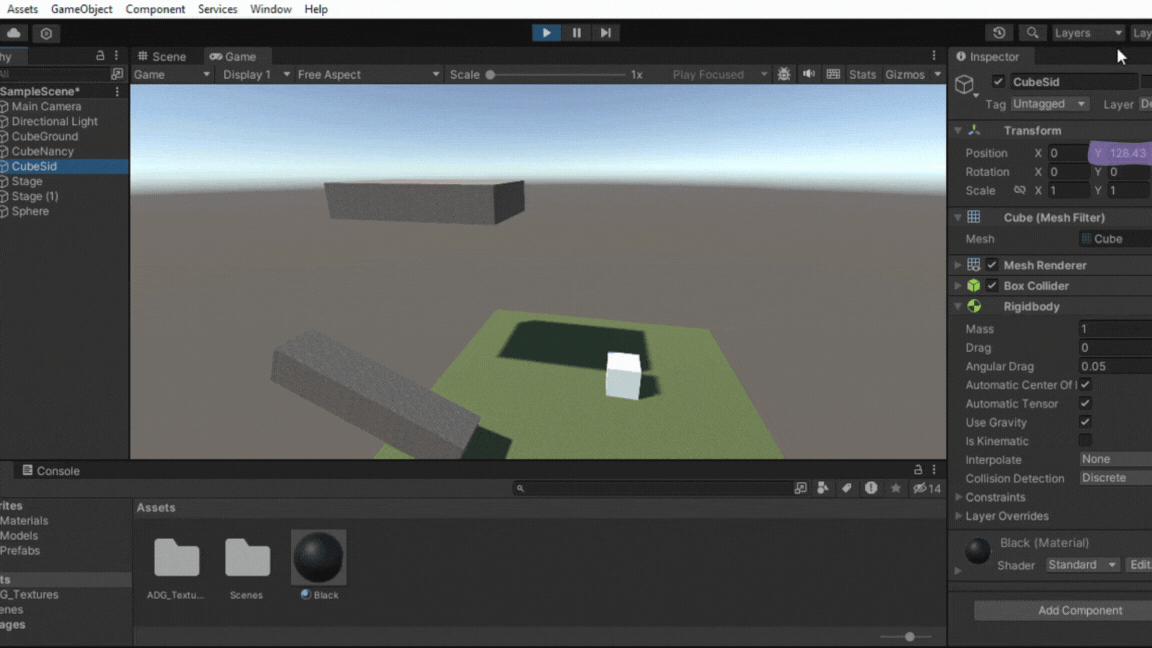 Assets GameObject Component Services Window Help
Layers Lay
hy
All
SampleScene*
Main Camera
Directional Light
CubeGround
CubeNancy
CubeSid
Stage
Stage (1)
Sphere
Scene Game
Game Display 1 Free Aspect Scale 1x Play Focused Stats Gizmos
Inspector
CubeSid
Tag Untagged Layer De
Transform
Position X 0 Y 128.43
Rotation X 0 Y 0
Scale X 1 Y 1
Cube (Mesh Filter)
Mesh Cube
Mesh Renderer
Box Collider
Rigidbody
Mass 1
Drag 0
Angular Drag 0.05
Automatic Center Of
Automatic Tensor
Use Gravity
Is Kinematic
Interpolate None
Collision Detection Discrete
Constraints
Layer Overrides
Black (Material)
Shader Standard Edit.
Add Component
Console
14
rites
Materials
Models
Prefabs
ts
G_Textures
enes
ages
Assets
ADG_Textu...
Scenes
Black